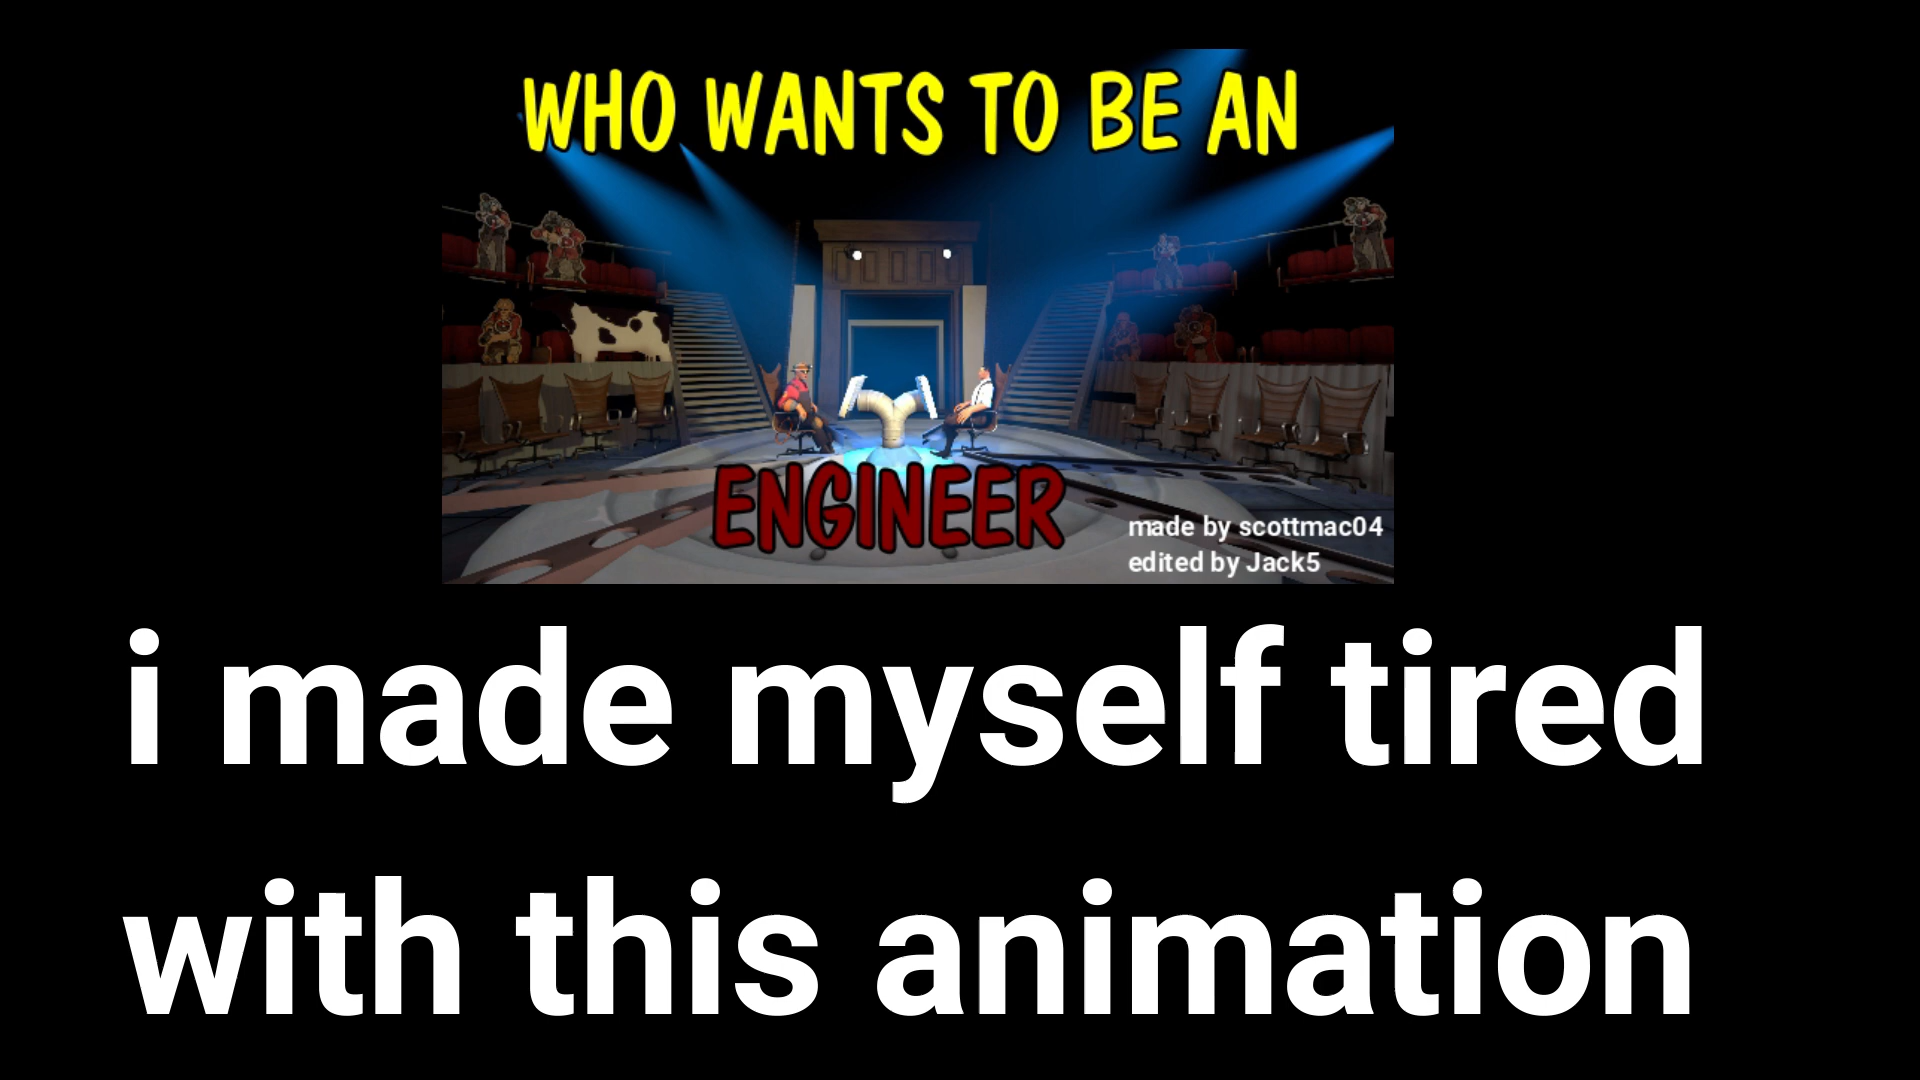 WHO WANTS TO BE AN
ENGINEER
made by scottmac04
edited by Jack5
i made myself tired
with this animation